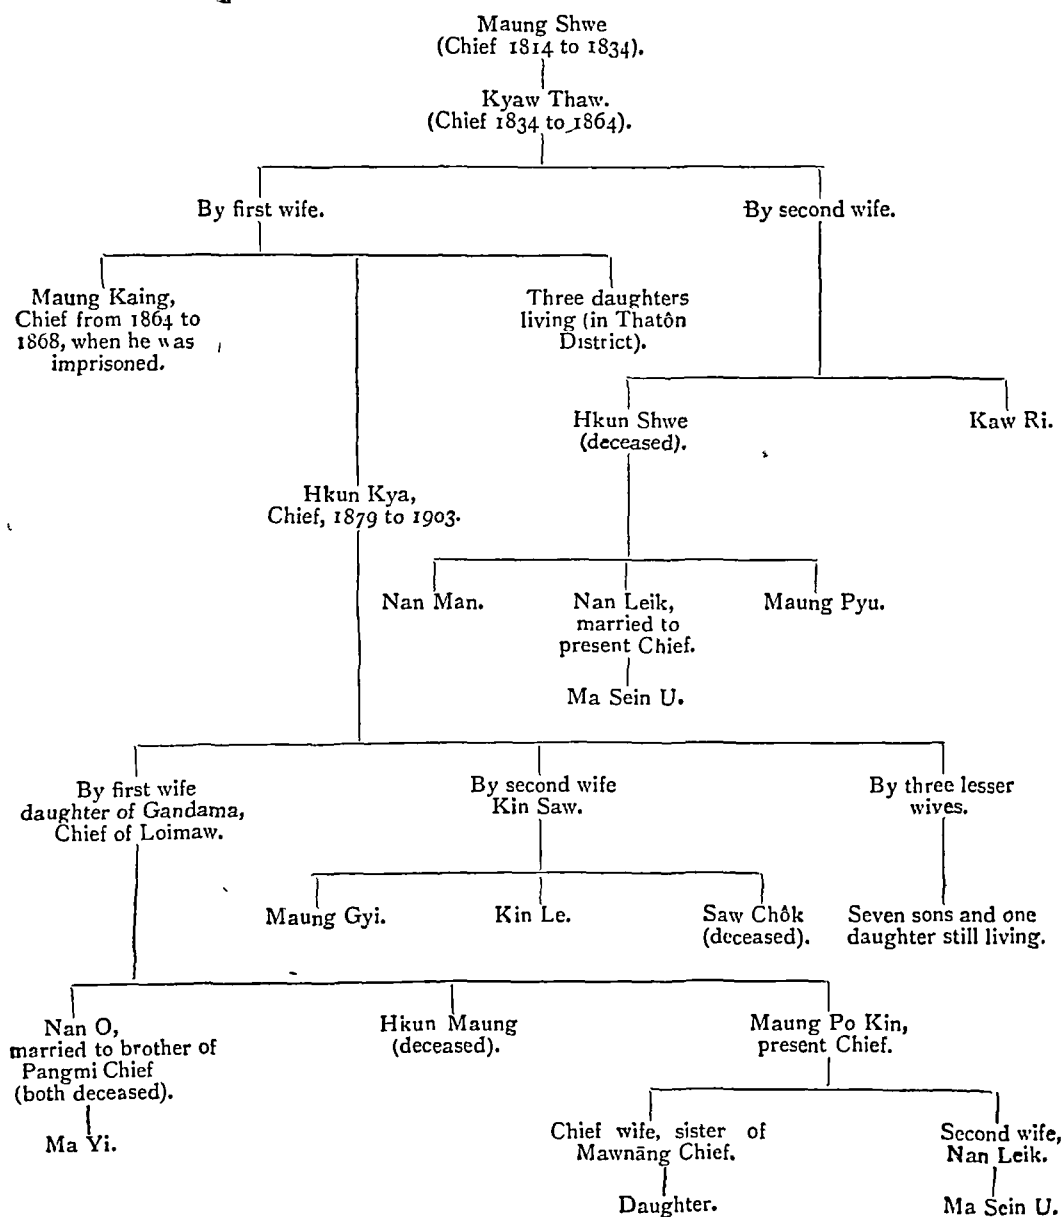 Maung Shwe
(Chief 1814 to 1834).
Kyaw Thaw.
(Chief 1834 to 1864).
By first wife.
By second wife.
Maung Kaing,
Chief from 1864 to
1868, when he was
imprisoned.
Three daughters
living (in Thatôn
District).
Hkun Shwe
(deceased).
Kaw Ri.
Hkun Kya,
Chief, 1879 to 1903.
Nan Man.
Nan Leik,
married to
present Chief.
Maung Pyu.
Ma Sein U.
By first wife
daughter of Gandama,
Chief of Loimaw.
By second wife
Kin Saw.
By three lesser
wives.
Maung Gyi.
Kin Le.
Saw Chôk
(deceased).
Seven sons and one
daughter still living.
Nan O,
married to brother of
Pangmi Chief
(both deceased).
Hkun Maung
(deceased).
Maung Po Kin,
present Chief.
Ma Yi.
Chief wife, sister of
Mawnāng Chief.
Second wife,
Nan Leik.
Daughter.
Ma Sein U.